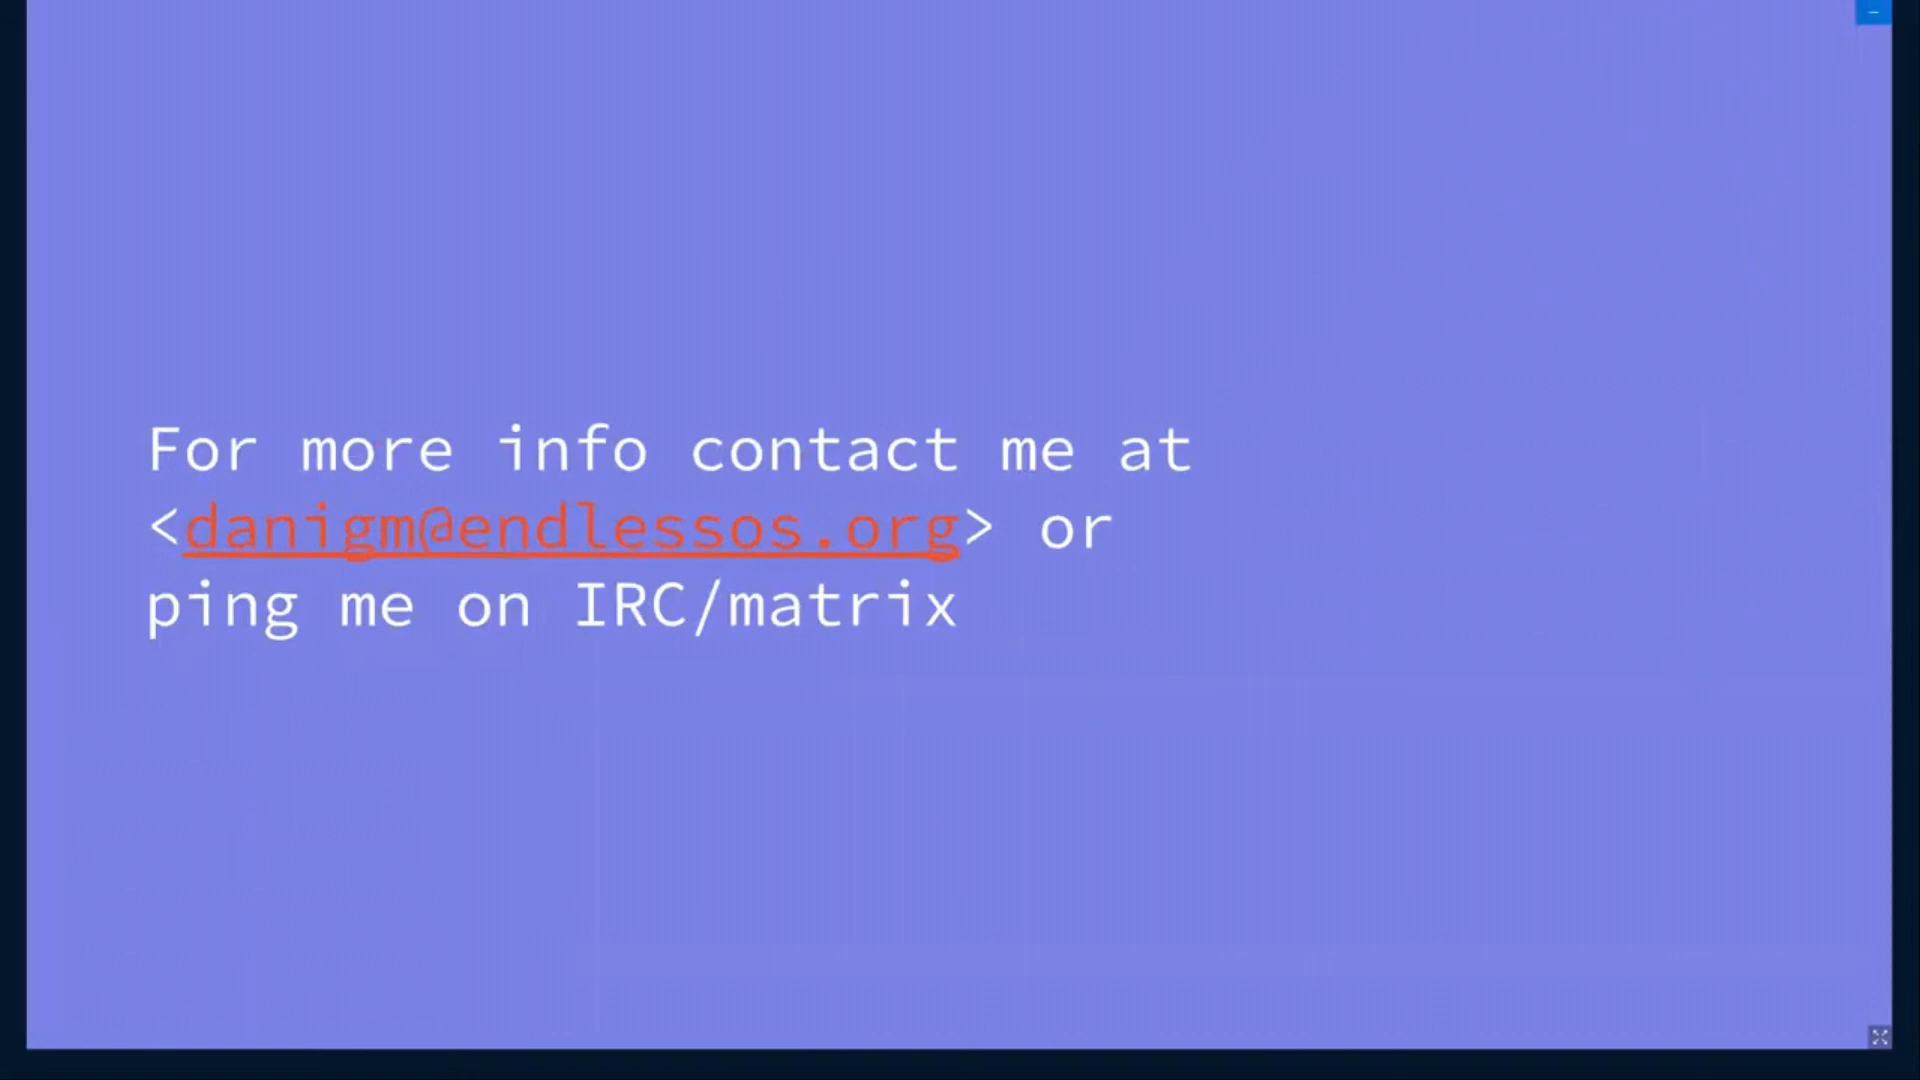 For more info contact me at
<danigm@endlessos.org> or
ping me on IRC/matrix